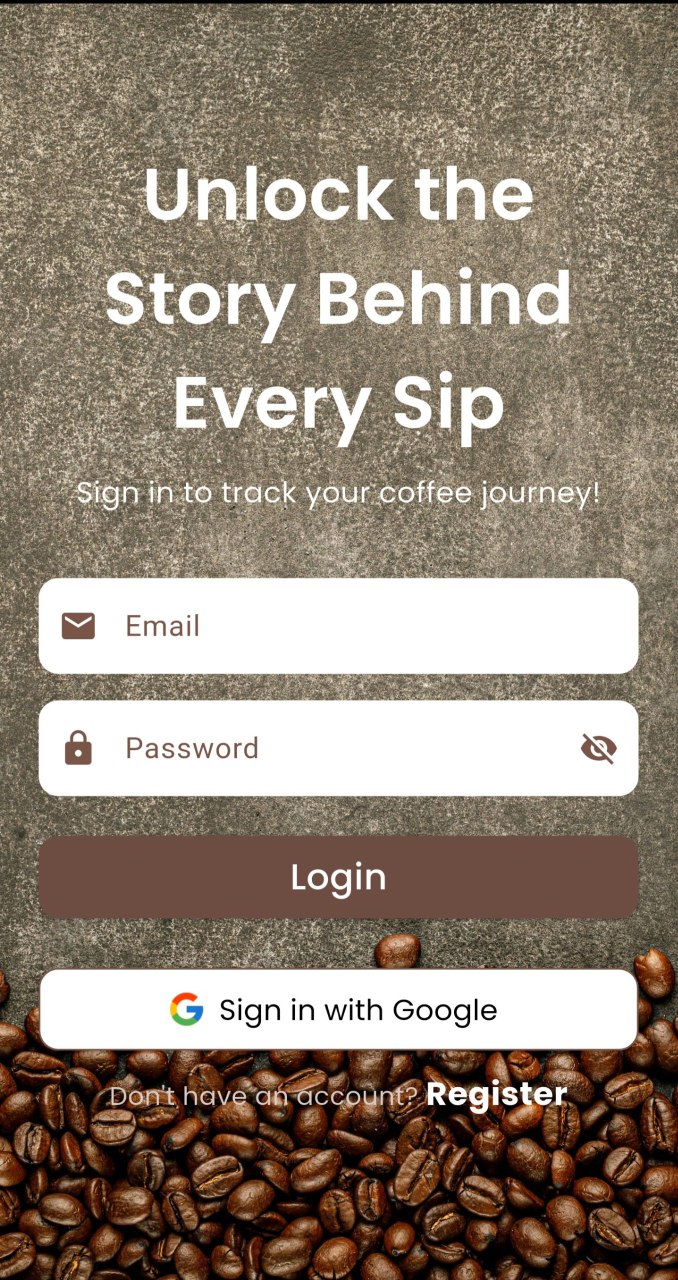 Unlock the
Story Behind
Every Sip
Sign in to track your coffee journey!
Email
Password
Login
Sign in with Google
Don't have an account? Register